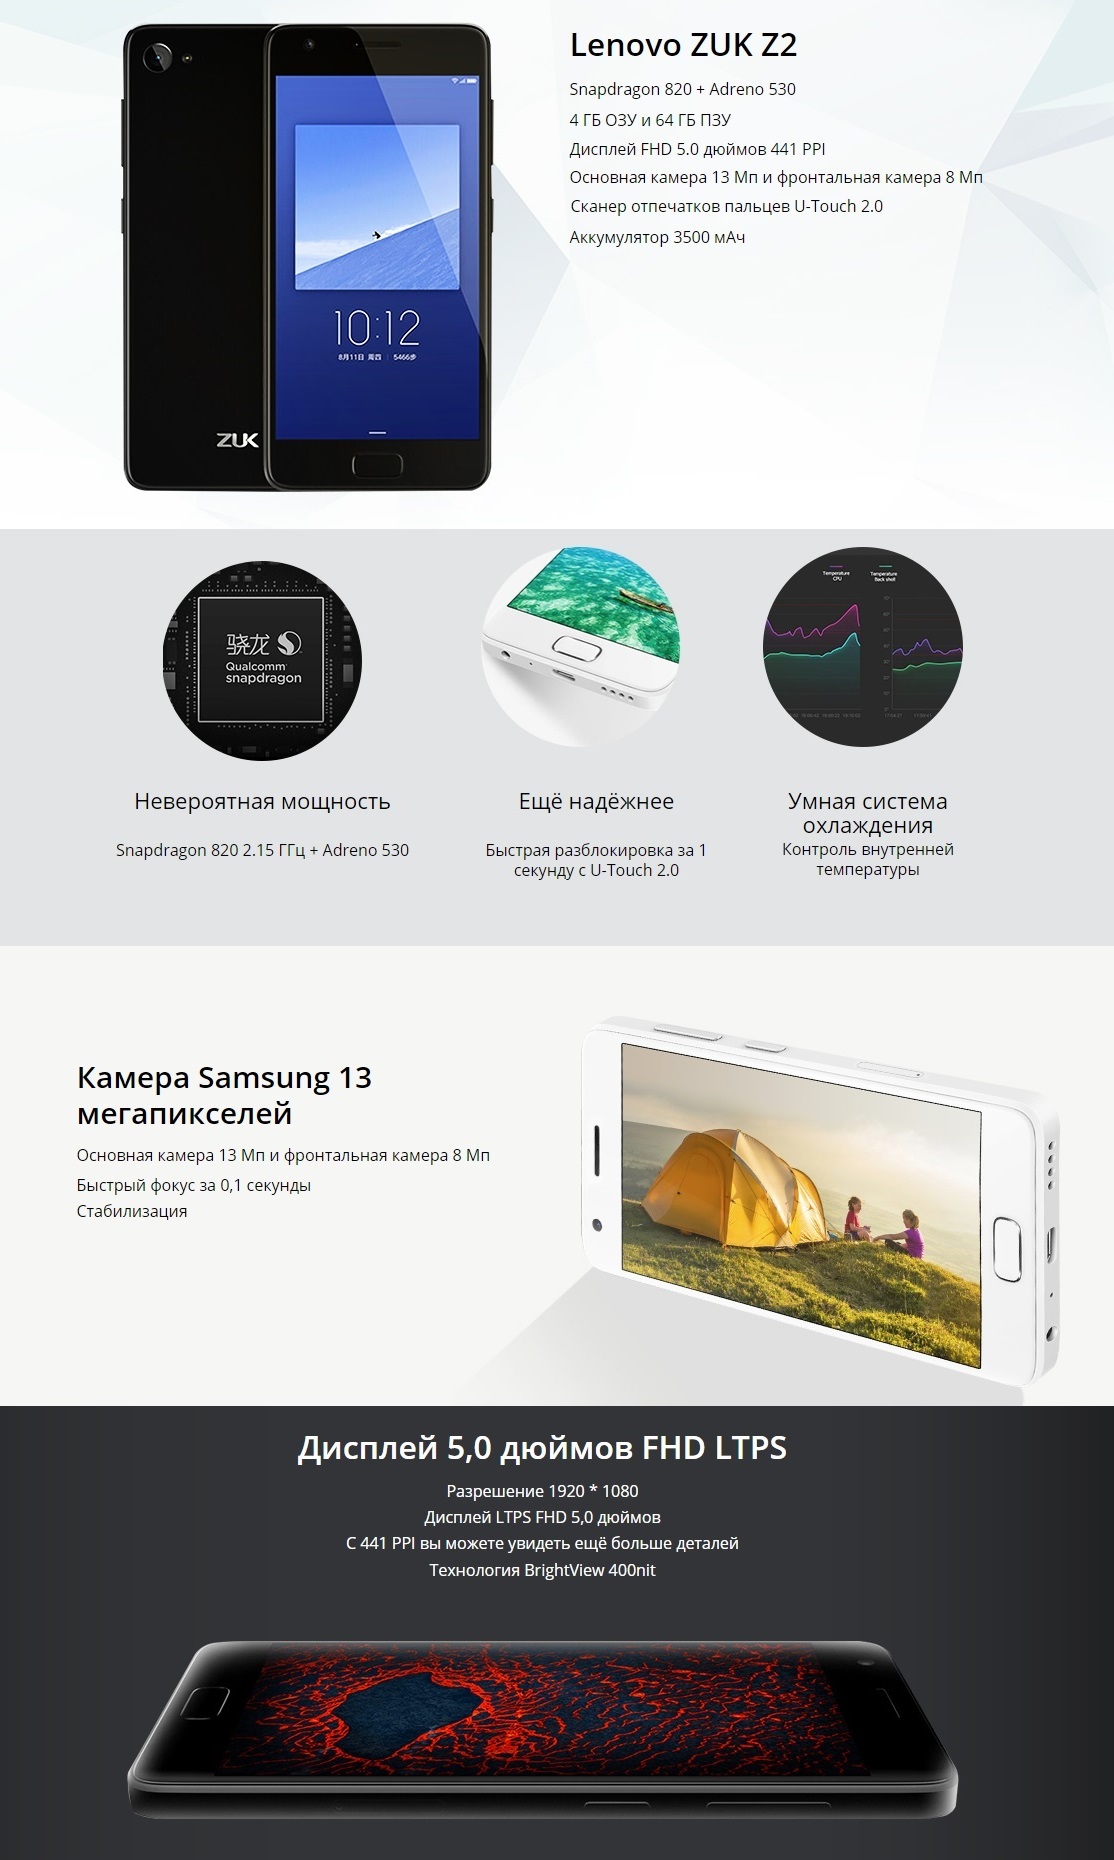 Lenovo ZUK Z2
Snapdragon 820 + Adreno 530
4 ГБ ОЗУ и 64 ГБ ПЗУ
Дисплей FHD 5.0 дюймов 441 PPI
Основная камера 13 Мп и фронтальная камера 8 Мп
Сканер отпечатков пальцев U-Touch 2.0
Аккумулятор 3500 мАч
10:12
8月11日 周四 | 5466步
ZUK
骁龙
Qualcomm
snapdragon
Temperature
CPU
Temperature
Back shell
Невероятная мощность
Snapdragon 820 2.15 ГГц + Adreno 530
Ещё надёжнее
Быстрая разблокировка за 1
секунду с U-Touch 2.0
Умная система
охлаждения
Контроль внутренней
температуры
Камера Samsung 13
мегапикселей
Основная камера 13 Мп и фронтальная камера 8 Мп
Быстрый фокус за 0,1 секунды
Стабилизация
Дисплей 5,0 дюймов FHD LTPS
Разрешение 1920 * 1080
Дисплей LTPS FHD 5,0 дюймов
С 441 PPI вы можете увидеть ещё больше деталей
Технология BrightView 400nit